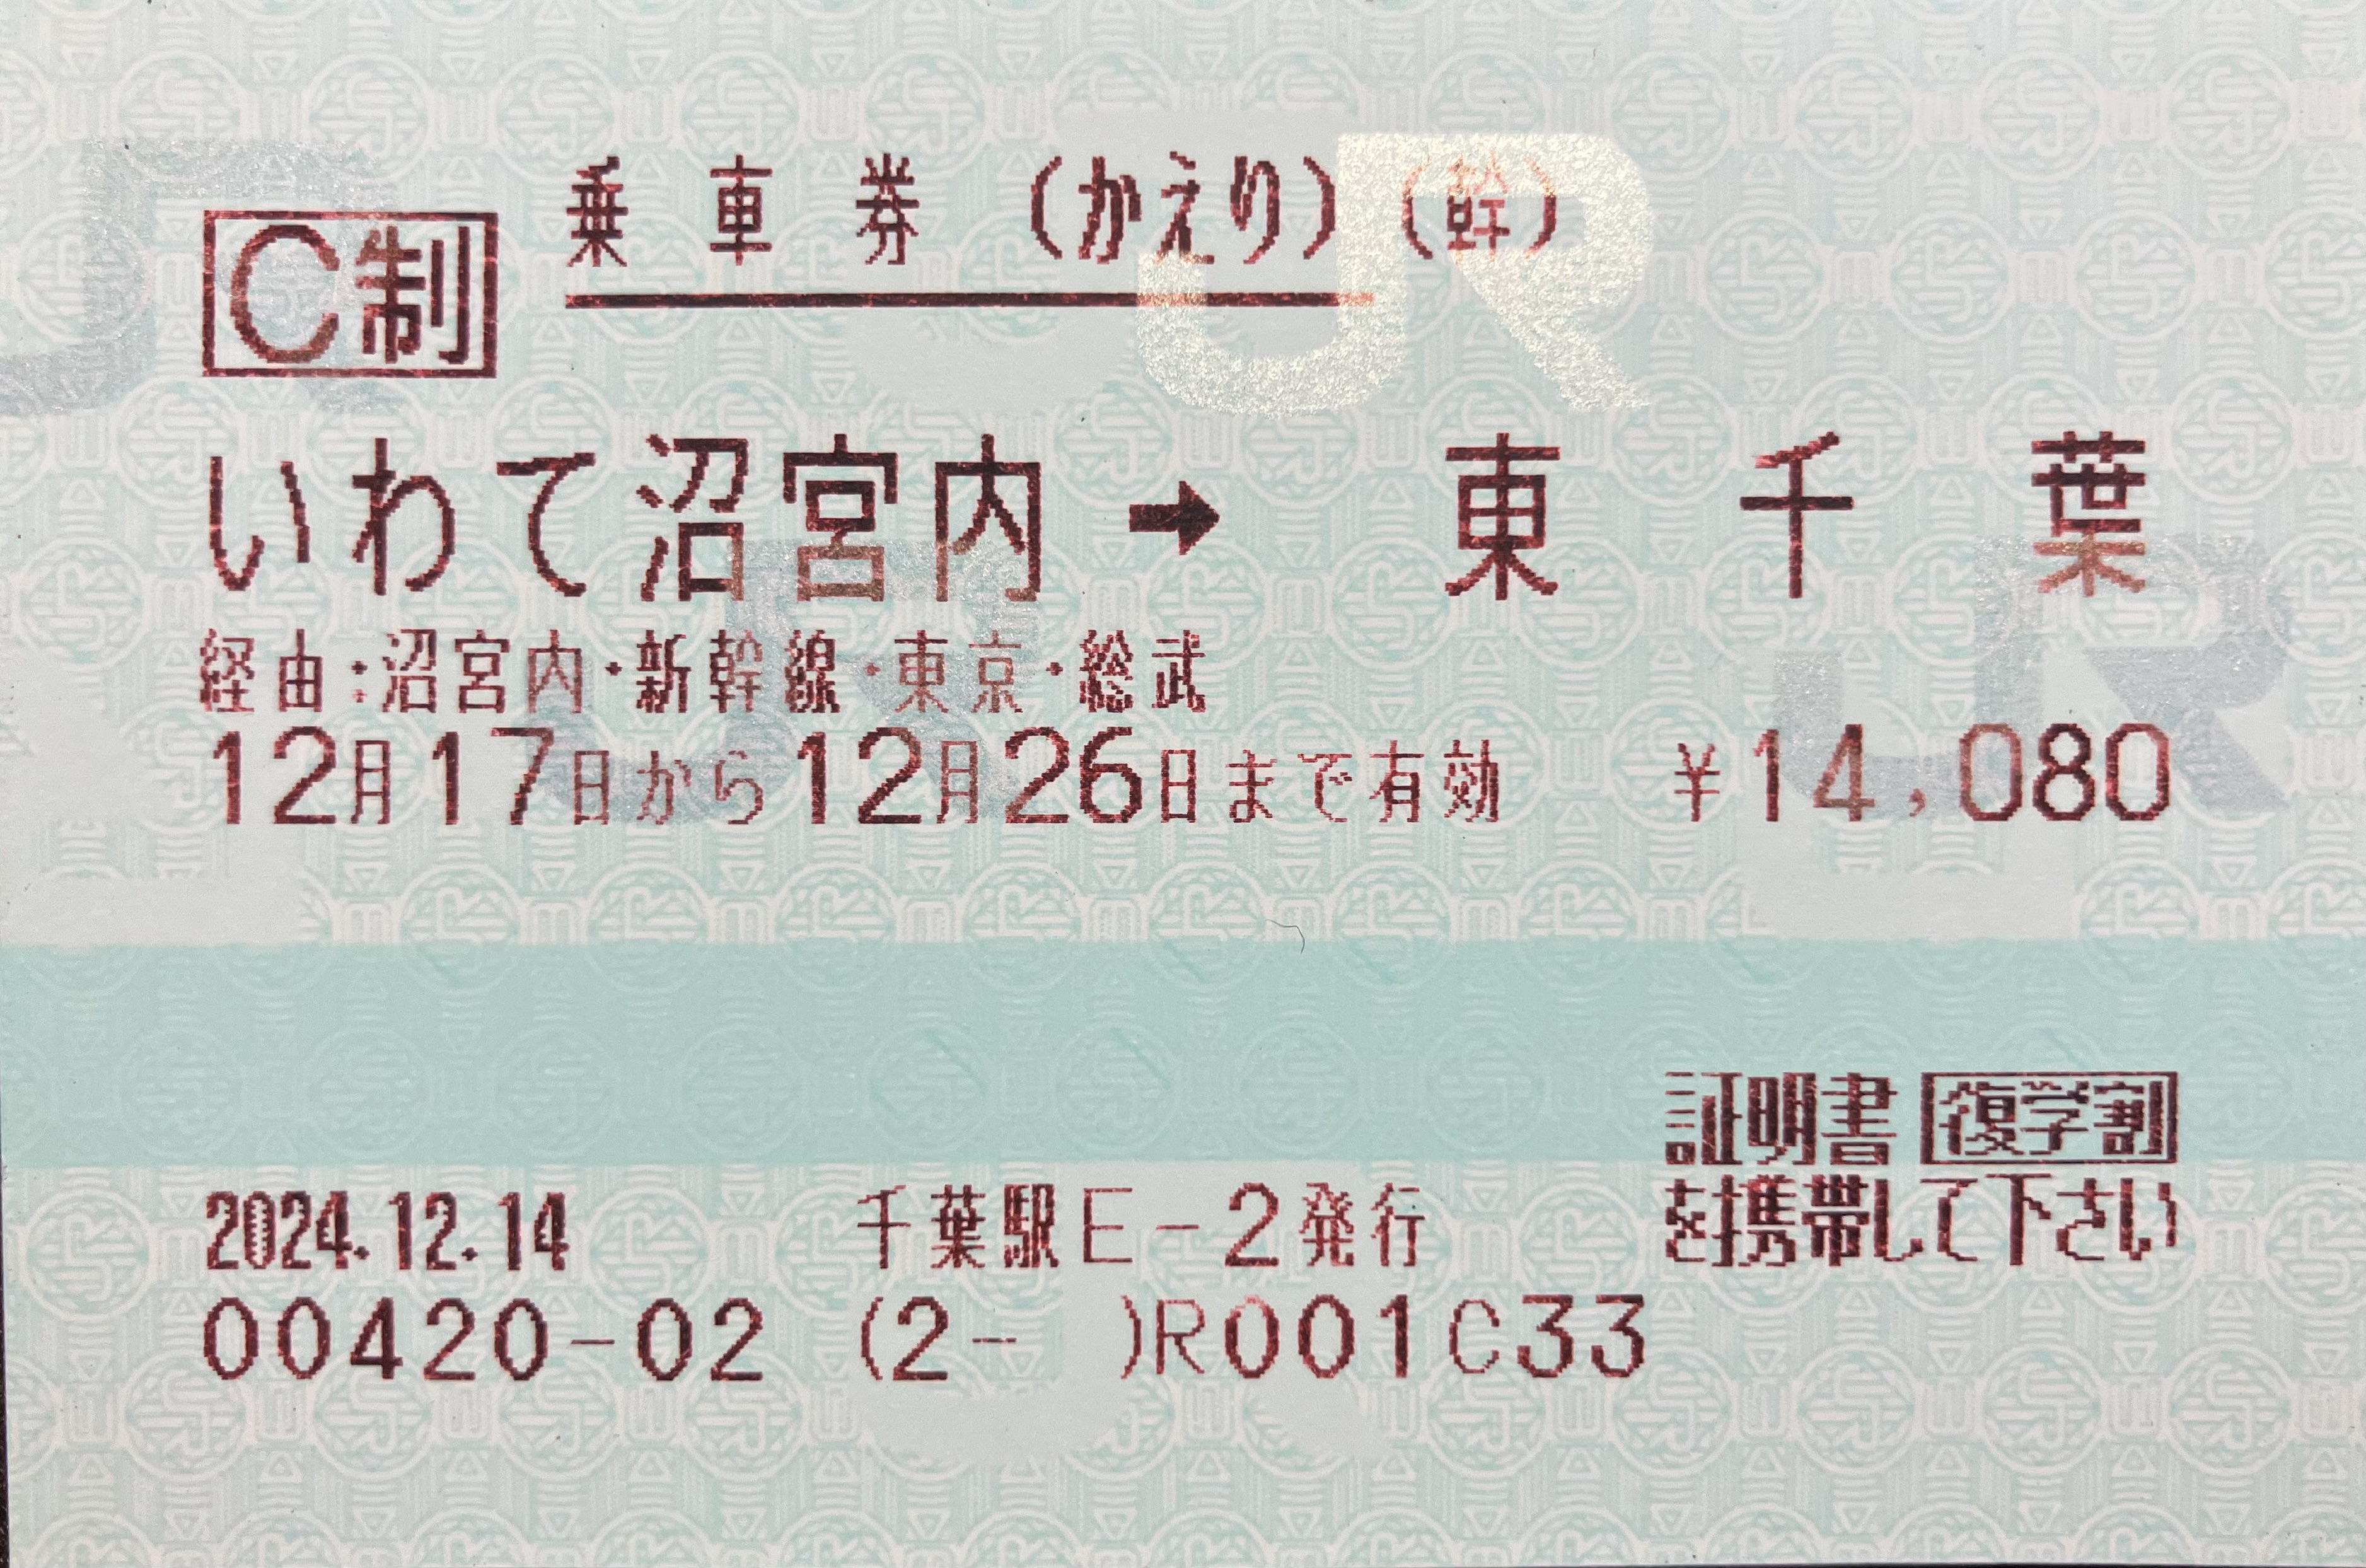 C制 乗車券(かえり)(幹)
いわて沼宮内➡東千葉
経由:沼宮内・新幹線・東京・総武
12月17日から12月26日まで有効 ¥14,080
証明書 復学割
を携帯して下さい
2024.12.14 千葉駅E-2発行
00420-02 (2- )R001C33